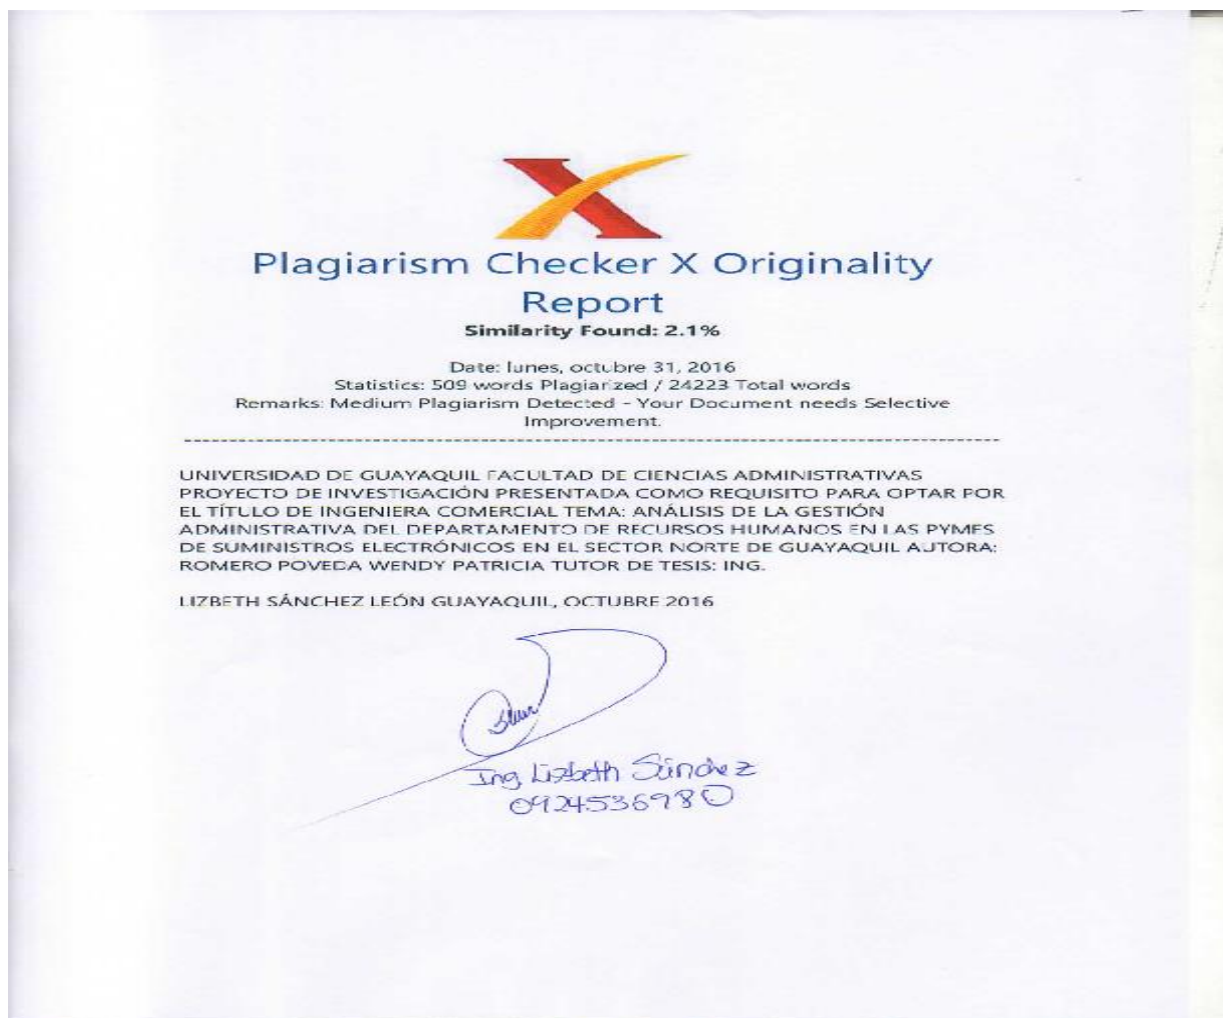 Plagiarism Checker X Originality
Report
Similarity Found: 2.1%
Date: lunes, octubre 31, 2016
Statistics: 509 words Plagiarized / 24223 Total words
Remarks: Medium Plagiarism Detected - Your Document needs Selective
Improvement.
UNIVERSIDAD DE GUAYAQUIL FACULTAD DE CIENCIAS ADMINISTRATIVAS
PROYECTO DE INVESTIGACIÓN PRESENTADA COMO REQUISITO PARA OPTAR POR
EL TÍTULO DE INGENIERA COMERCIAL TEMA: ANÁLISIS DE LA GESTIÓN
ADMINISTRATIVA DEL DEPARTAMENTO DE RECURSOS HUMANOS EN LAS PYMES
DE SUMINISTROS ELECTRÓNICOS EN EL SECTOR NORTE DE GUAYAQUIL AUTORA:
ROMERO POVEDA WENDY PATRICIA TUTOR DE TESIS: ING.
LIZBETH SÁNCHEZ LEÓN GUAYAQUIL, OCTUBRE 2016
Ing Lizbeth Sánchez
0924536980